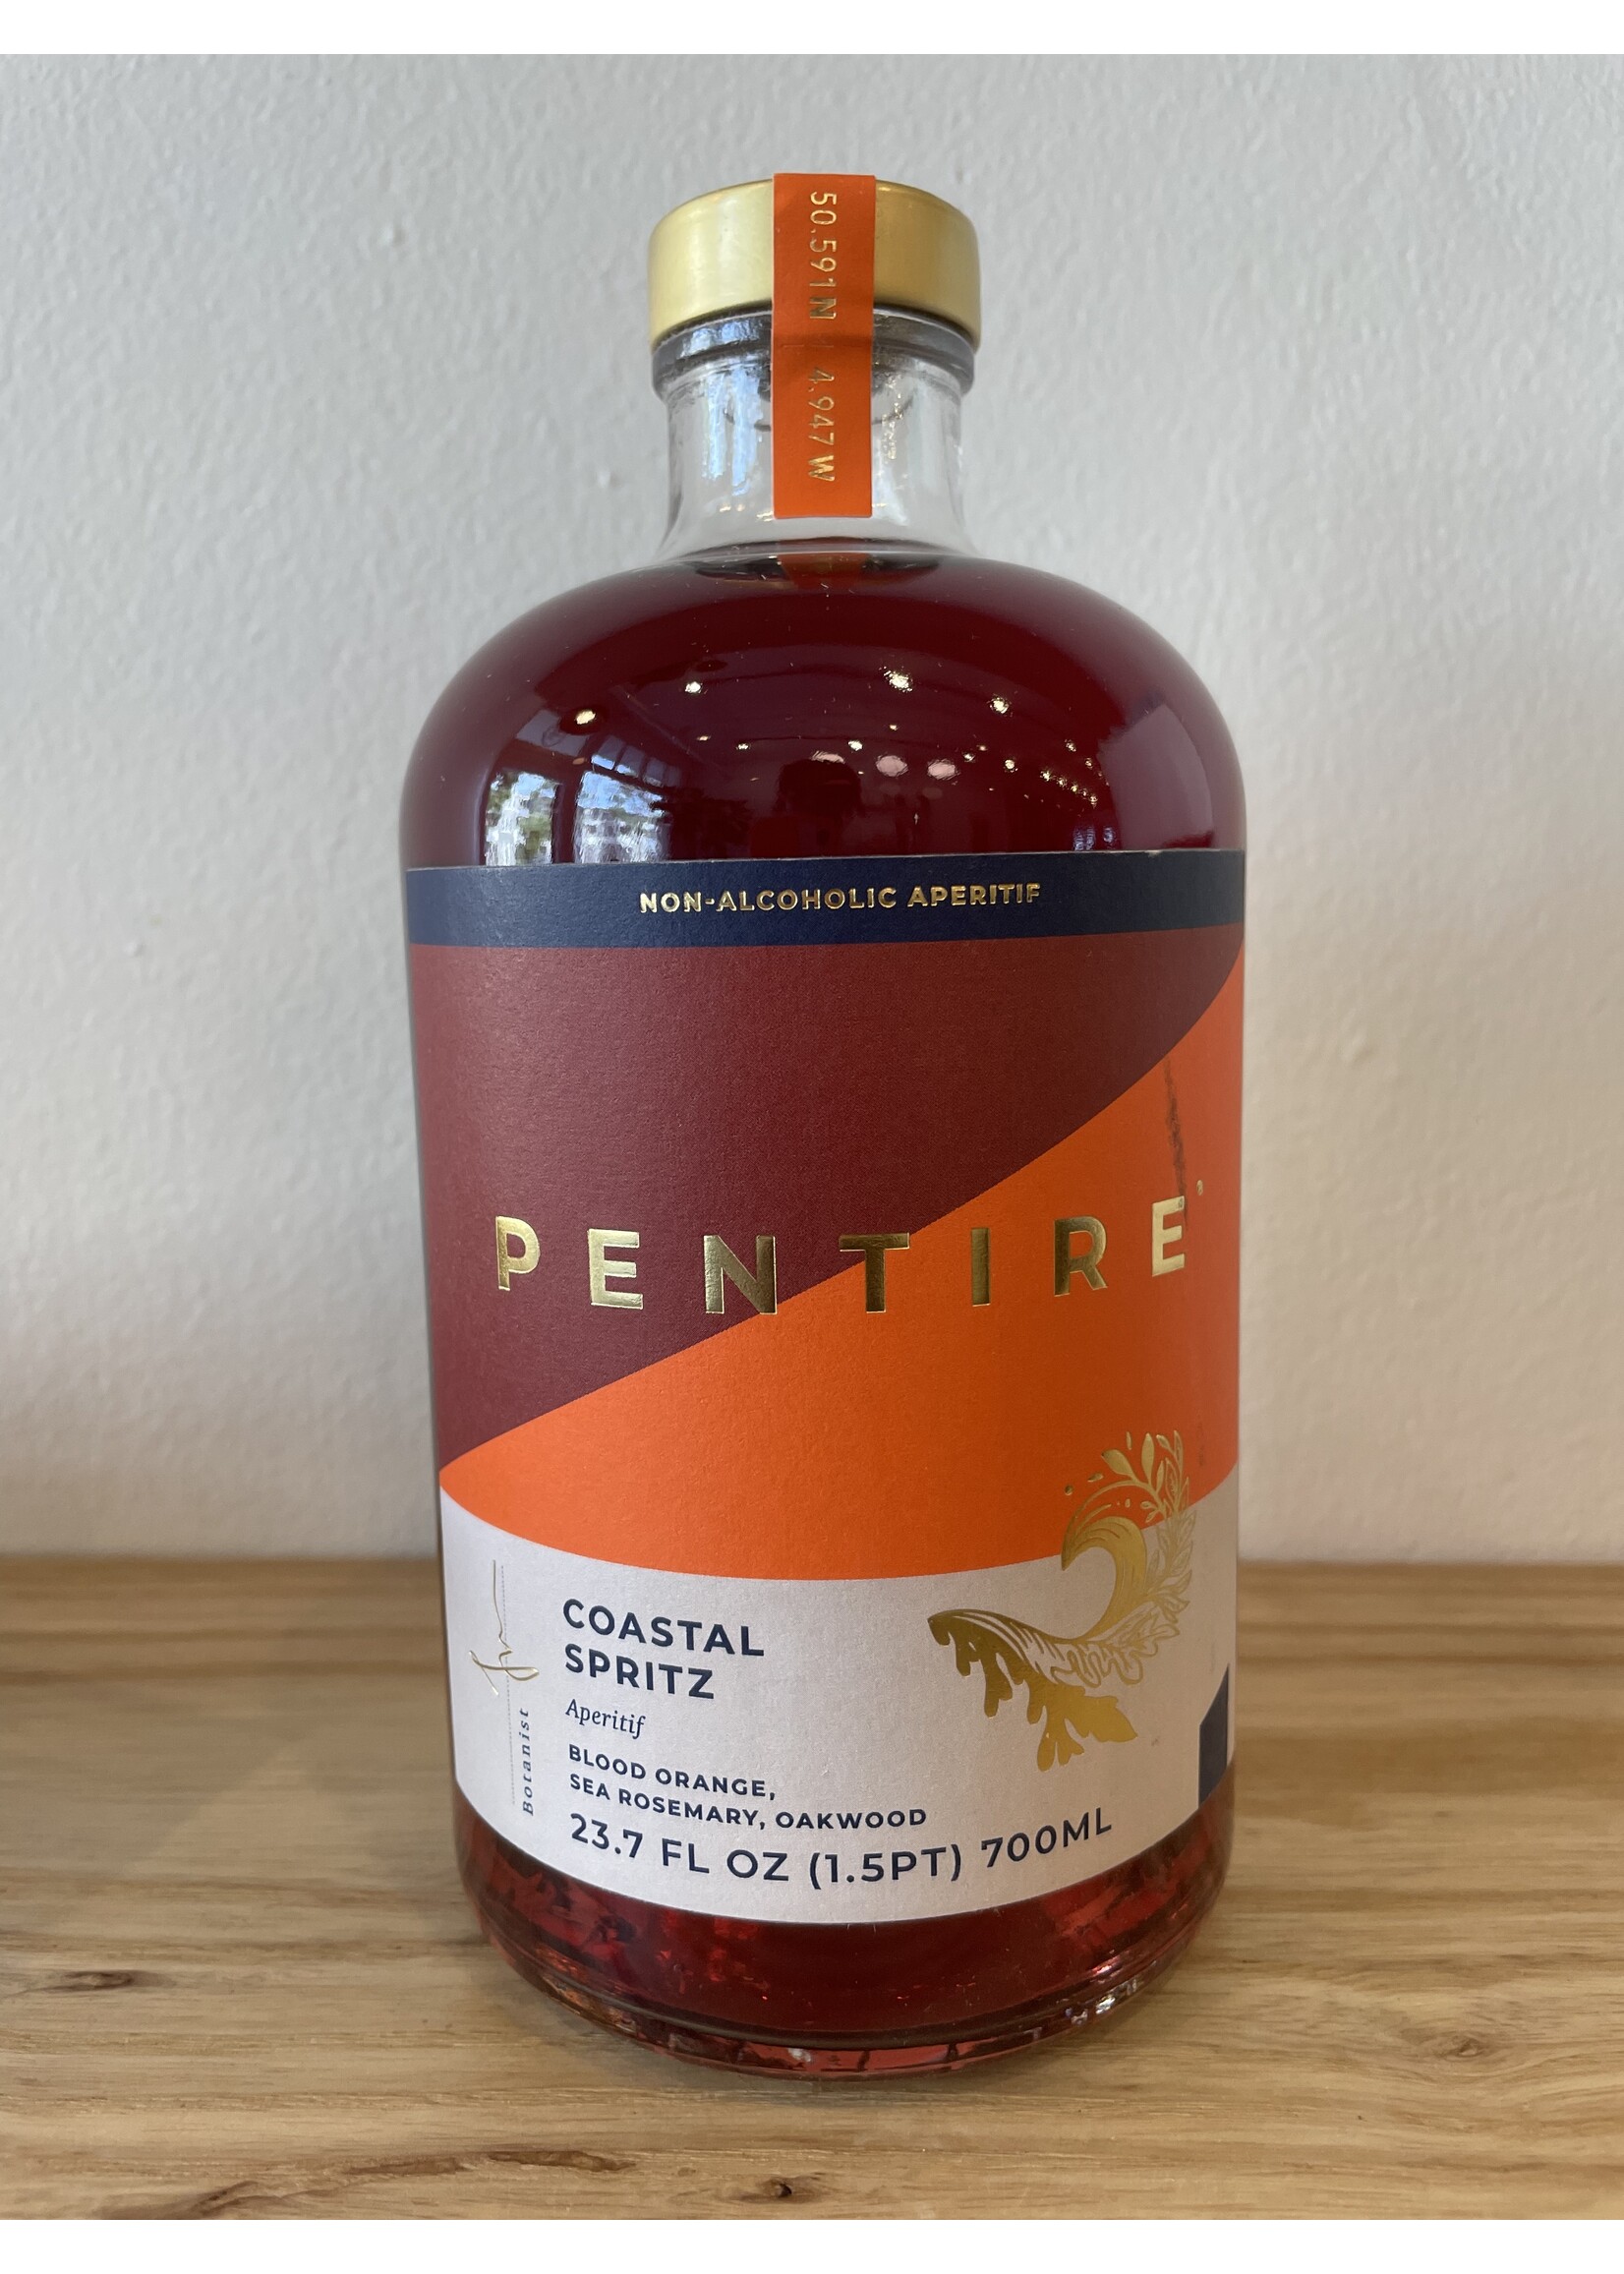 50.591N | 4.947W
NON-ALCOHOLIC APERITIF
PENTIRE
COASTAL
SPRITZ
Aperitif
BLOOD ORANGE,
SEA ROSEMARY, OAKWOOD
23.7 FL OZ (1.5PT) 700ML
Botanist